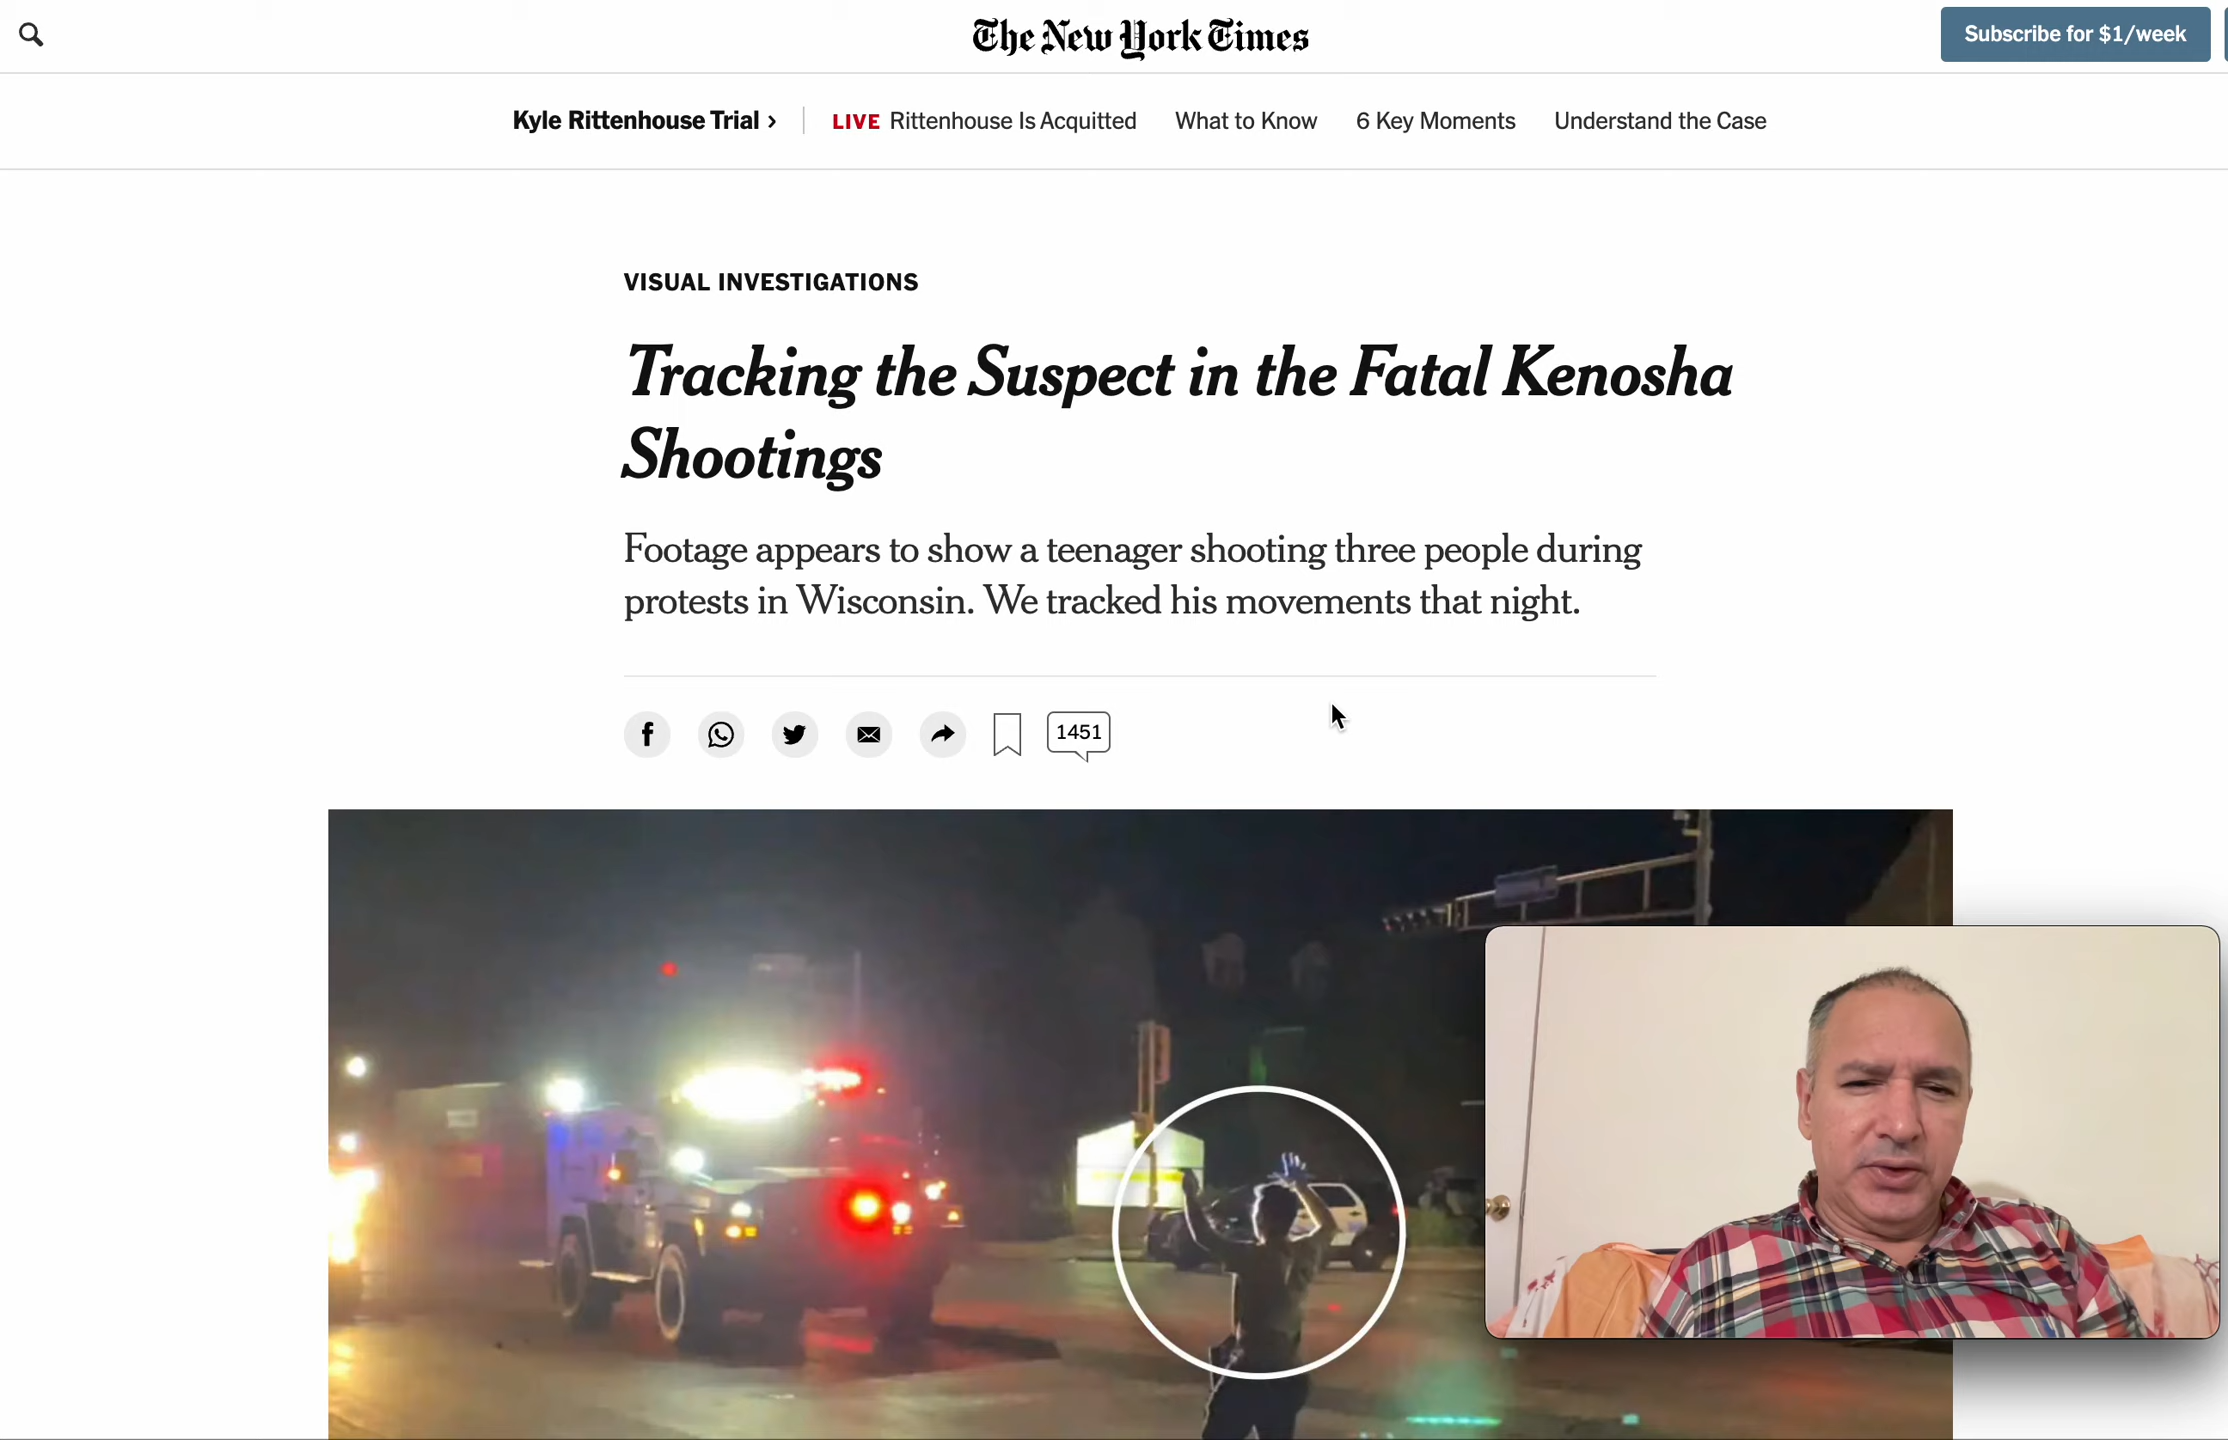 The New York Times
Subscribe for $1/week
Kyle Rittenhouse Trial › LIVE Rittenhouse Is Acquitted What to Know 6 Key Moments Understand the Case
VISUAL INVESTIGATIONS
Tracking the Suspect in the Fatal Kenosha
Shootings
Footage appears to show a teenager shooting three people during
protests in Wisconsin. We tracked his movements that night.
1451